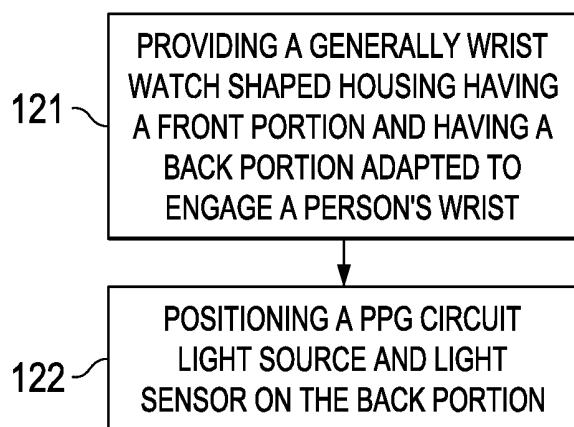 PROVIDING A GENERALLY WRIST
WATCH SHAPED HOUSING HAVING
121
A FRONT PORTION AND HAVING A
BACK PORTION ADAPTED TO
ENGAGE A PERSON'S WRIST
POSITIONING A PPG CIRCUIT
LIGHT SOURCE AND LIGHT
122
SENSOR ON THE BACK PORTION